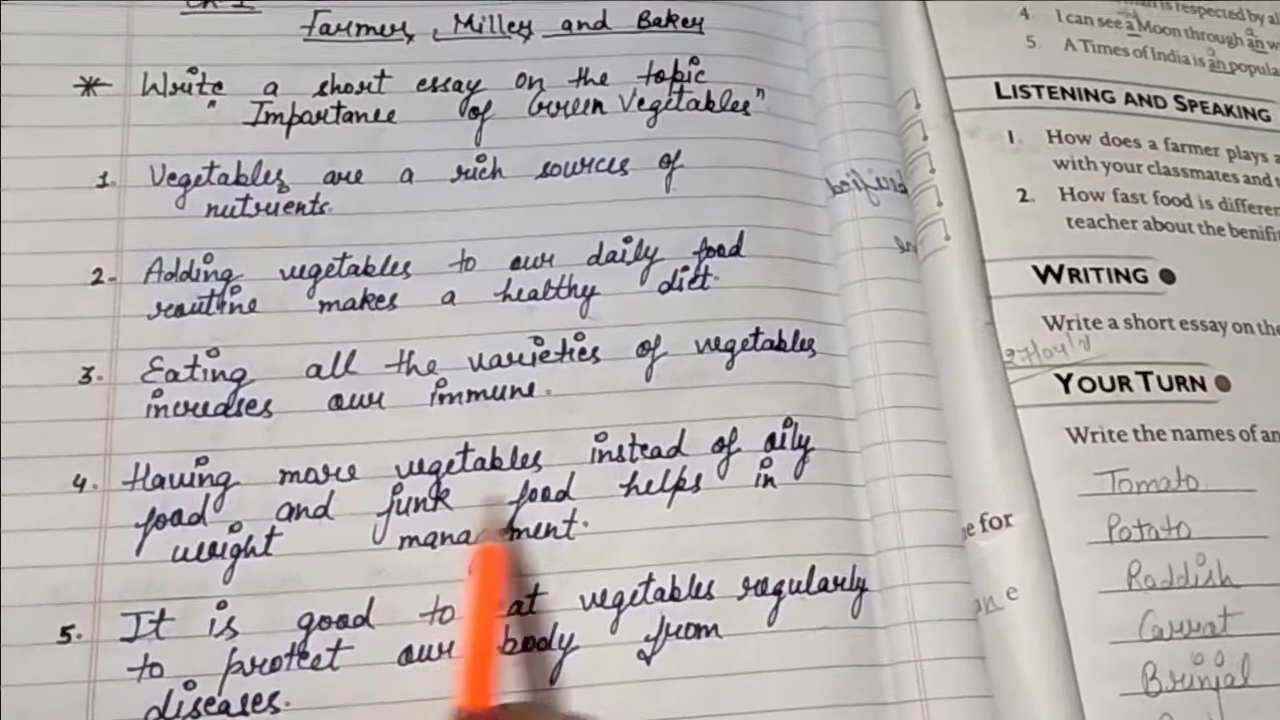 Farmer, Miller and Baker
* Write a short essay on the topic
"Importance of Green Vegetables"
1. Vegetables are a rich sources of
nutrients.
2- Adding vegetables to our daily food
routine makes a healthy diet.
3. Eating all the varieties of vegetables
increases our immune.
4. Having more vegetables instead of oily
food and junk food helps in
weight management.
5. It is good to eat vegetables regularly
to protect our body from
diseases.
is respected by
4 I can see a Moon through an
5. A Times of India is an popula
LISTENING AND SPEAKING
1. How does a farmer plays a
with your classmates and
2. How fast food is differen
teacher about the benifi
WRITING
Write a short essay on the
YOUR TURN
Write the names of an
Tomato
Potato
Raddish
Carrat
Brinjal
e for
an e